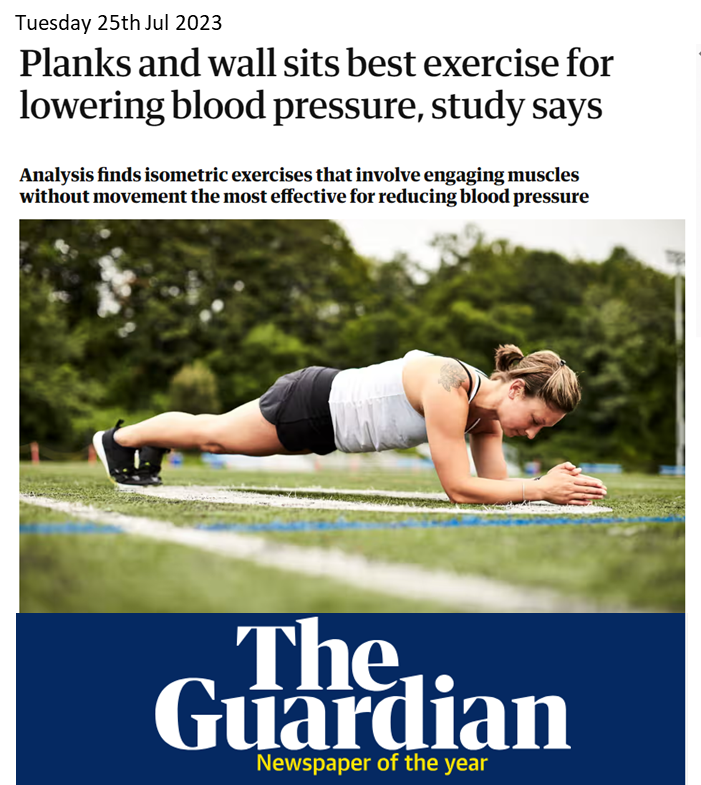 Tuesday 25th Jul 2023
Planks and wall sits best exercise for
lowering blood pressure, study says
Analysis finds isometric exercises that involve engaging muscles
without movement the most effective for reducing blood pressure
The
Guardian
Newspaper of the year